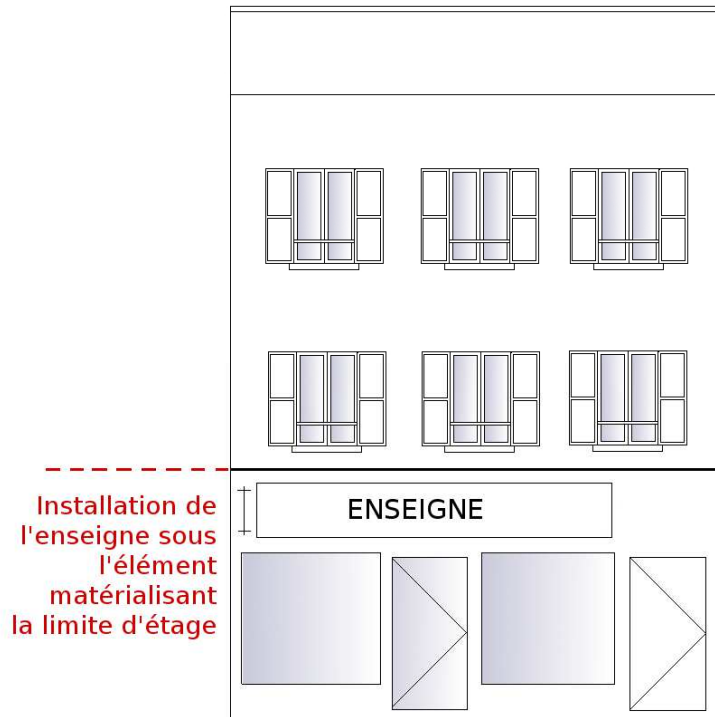 ENSEIGNE
Installation de
l'enseigne sous
l'élément
matérialisant
la limite d'étage